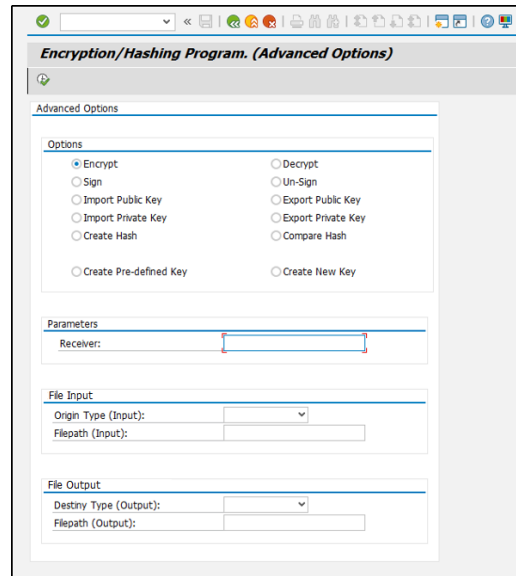 Encryption/Hashing Program. (Advanced Options)
Advanced Options
Options
Encrypt Decrypt
Sign Un-Sign
Import Public Key Export Public Key
Import Private Key Export Private Key
Create Hash Compare Hash
Create Pre-defined Key Create New Key
Parameters
Receiver:
File Input
Origin Type (Input):
Filepath (Input):
File Output
Destiny Type (Output):
Filepath (Output):